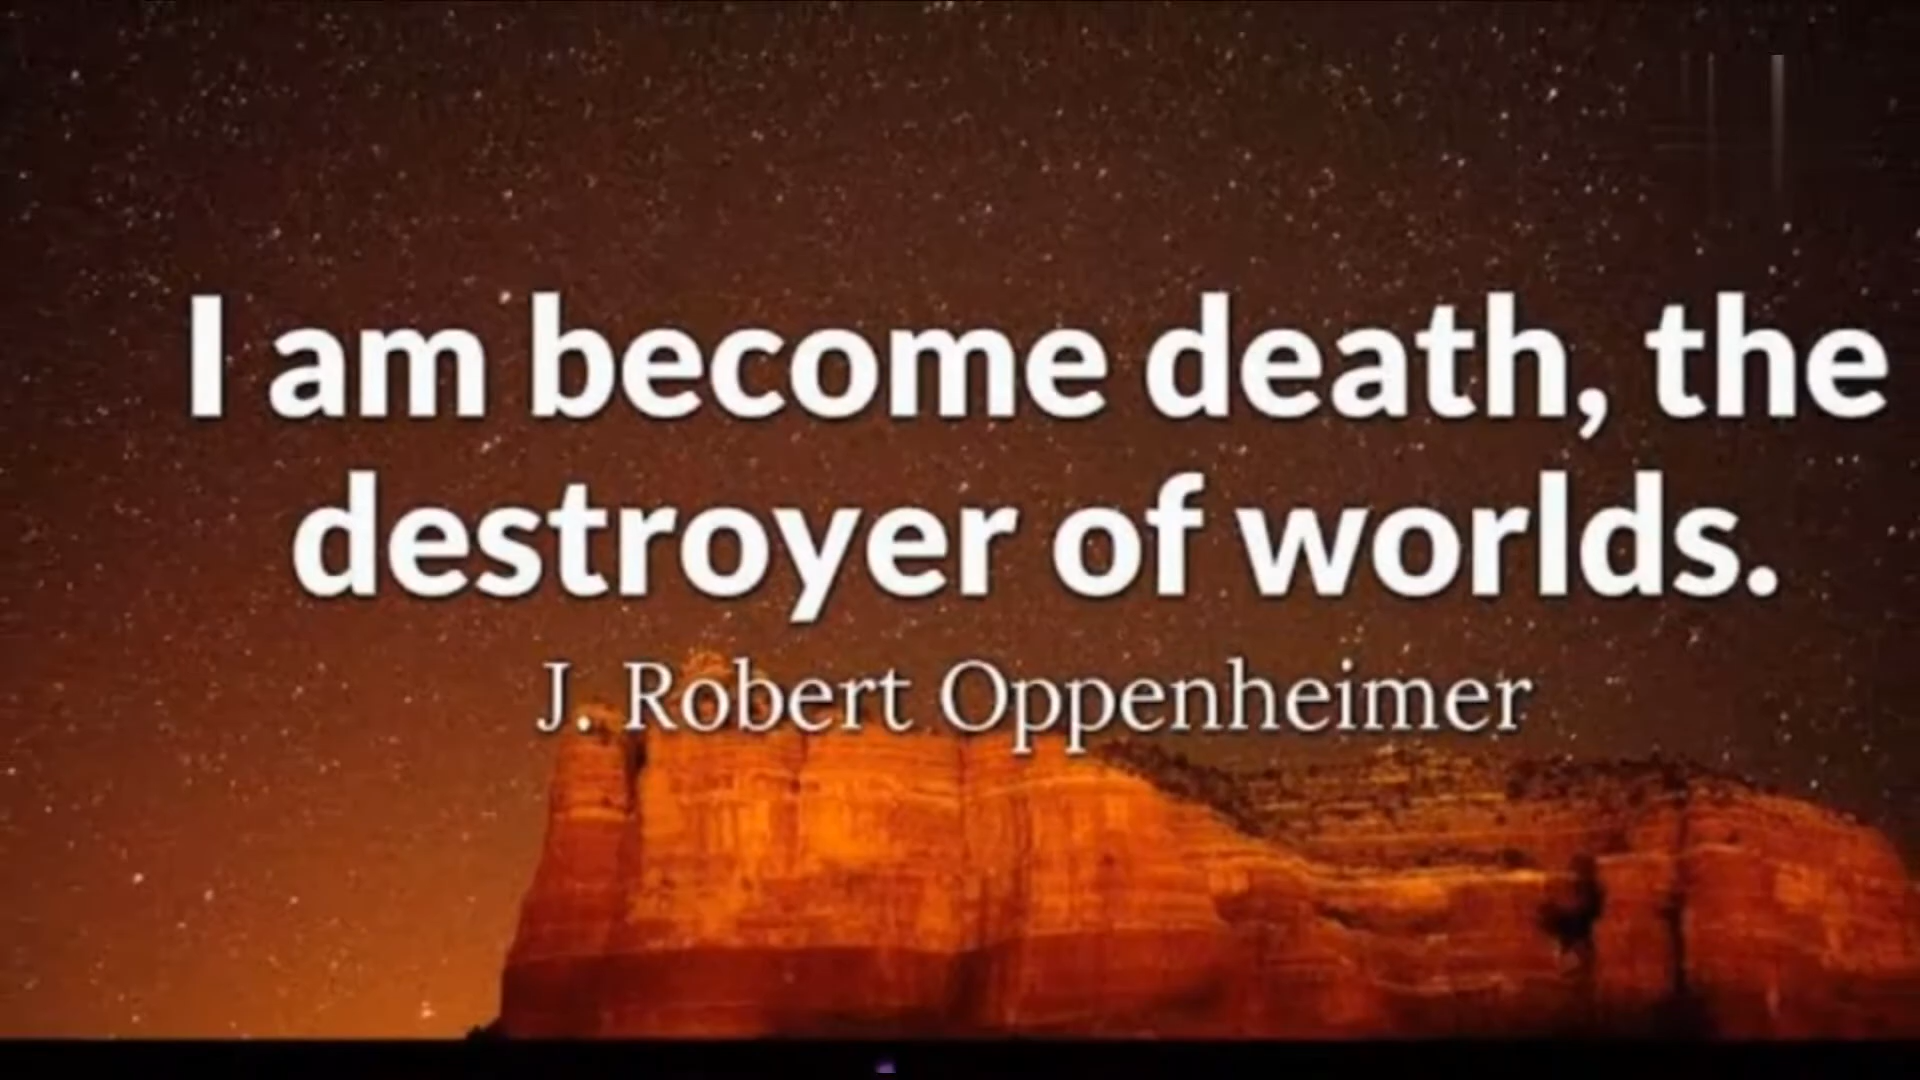 I am become death, the
destroyer of worlds.
J. Robert Oppenheimer